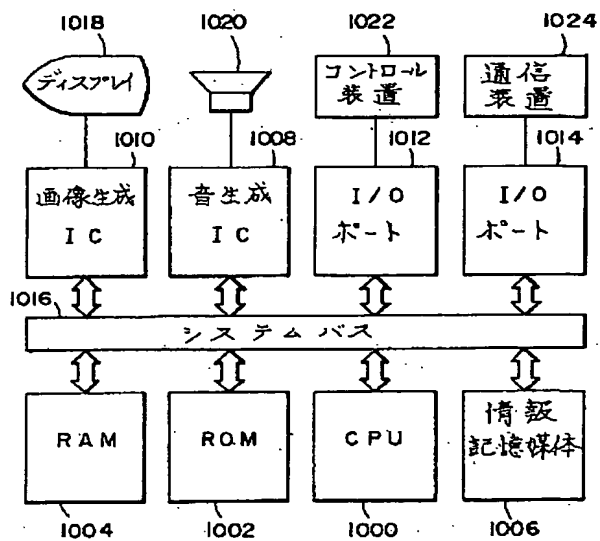 1018
1020
1022
1024
ディスプレイ
コントロール
装置
通信
装置
1010
1008
1012
1014
画像生成
IC
音生成
IC
I/O
ポート
I/O
ポート
1016
システムバス
RAM
ROM
CPU
情報
記憶媒体
1004
1002
1000
1006